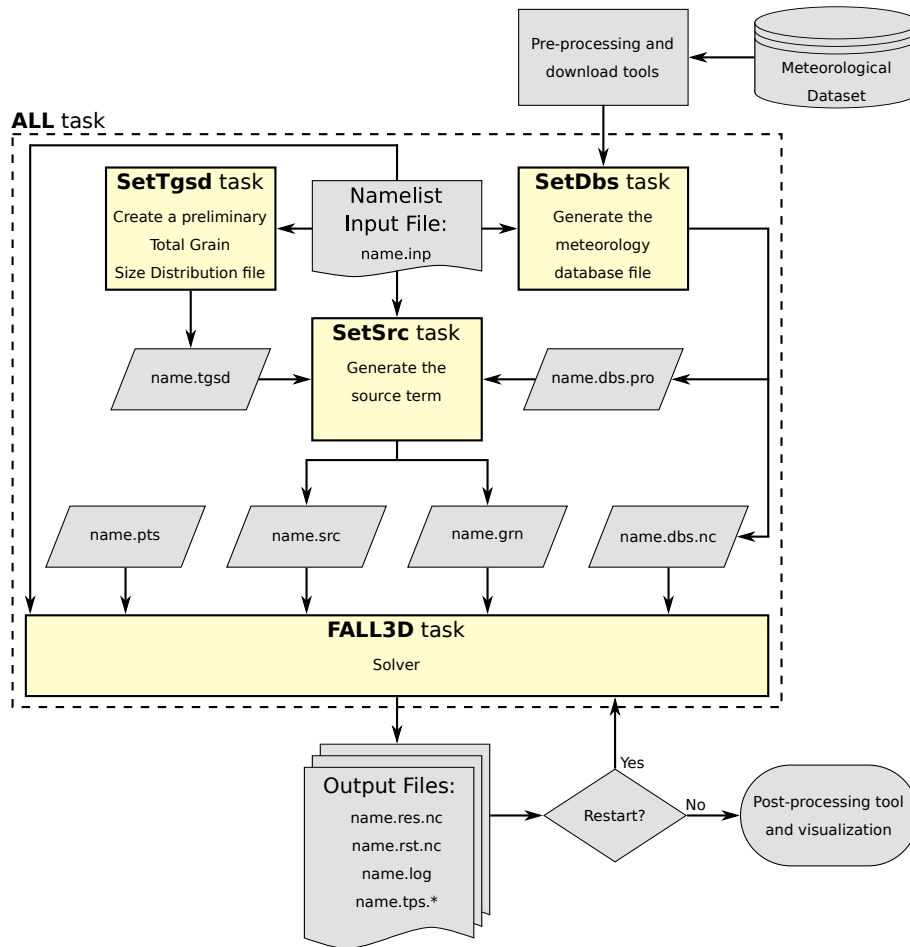 Pre-processing and
download tools
Meteorological
Dataset
ALL task
SetTgsd task
Create a preliminary
Total Grain
Size Distribution file
Namelist
Input File:
name.inp
SetDbs task
Generate the
meteorology
database file
SetSrc task
Generate the
source term
name.tgsd
name.dbs.pro
name.pts
name.src
name.grn
name.dbs.nc
FALL3D task
Solver
Output Files:
name.res.nc
name.rst.nc
name.log
name.tps.*
Restart?
Yes
No
Post-processing tool
and visualization